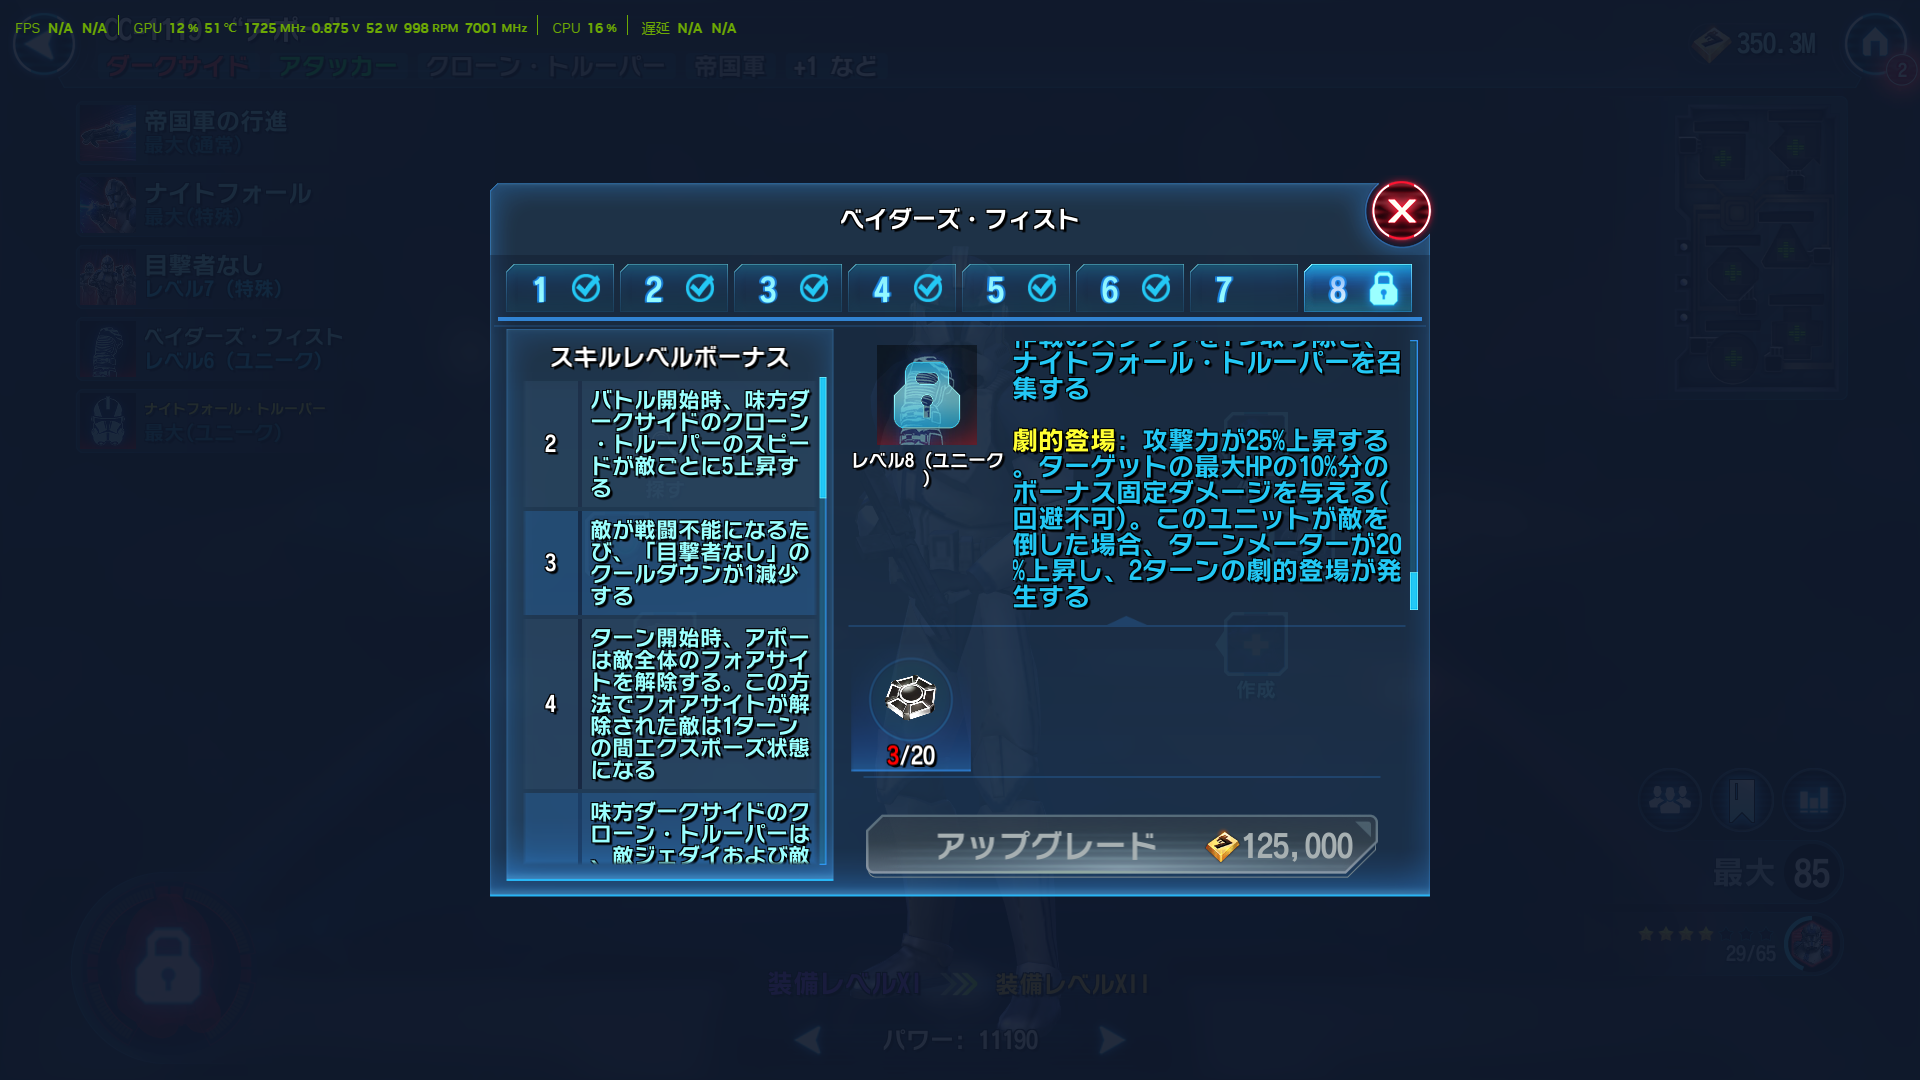 FPS N/A N/A | GPU 12 % 51 ℃ 1725 MHz 0.875 V 52 W 998 RPM 7001 MHz | CPU 16 % | 遅延 N/A N/A
350.3M
2
ダークサイド アタッカー クローン・トルーパー 帝国軍 +1 など
帝国軍の行進
最大(通常)
ナイトフォール
最大(特殊)
目撃者なし
レベル7 (特殊)
ベイダーズ・フィスト
レベル6 (ユニーク)
ナイトフォール・トルーパー
最大(ユニーク)
ベイダーズ・フィスト
1 2 3 4 5 6 7 8
スキルレベルボーナス
2
バトル開始時、味方ダ
ークサイドのクローン
・トルーパーのスピー
ドが敵ごとに5上昇す
る
3
敵が戦闘不能になるた
び、「目撃者なし」の
クールダウンが1減少
する
4
ターン開始時、アポー
は敵全体のフォアサイ
トを解除する。この方
法でフォアサイトが解
除された敵は1ターン
の間エクスポーズ状態
になる
味方ダークサイドのク
ローン・トルーパーは
、敵ジェダイおよび敵
レベル8 (ユニーク
)
ナイトフォール・トルーパーを召
集する
劇的登場: 攻撃力が25%上昇する
。ターゲットの最大HPの10%分の
ボーナス固定ダメージを与える(
回避不可)。このユニットが敵を
倒した場合、ターンメーターが20
%上昇し、2ターンの劇的登場が発
生する
3/20
アップグレード 125,000
作成
最大 85
29/65
装備レベルXI 装備レベルXII
パワー: 11190